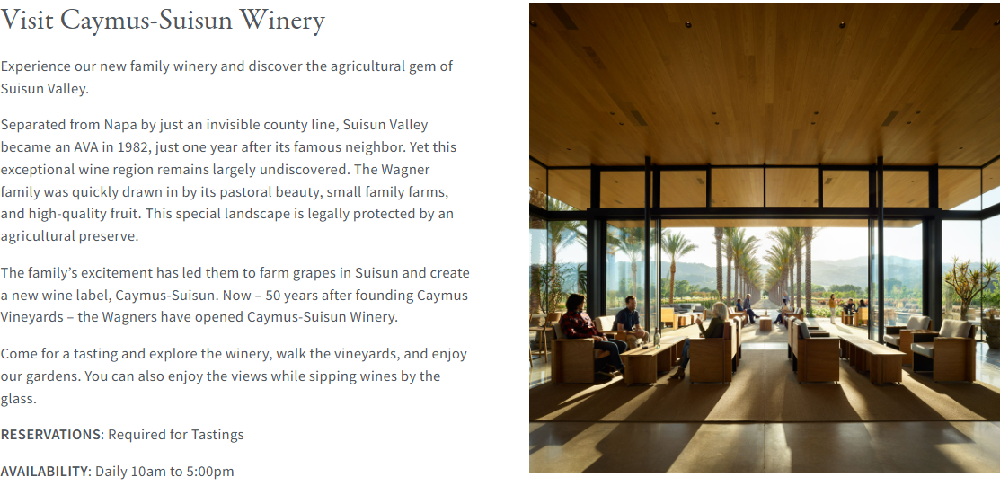 Visit Caymus-Suisun Winery
Experience our new family winery and discover the agricultural gem of
Suisun Valley.
Separated from Napa by just an invisible county line, Suisun Valley
became an AVA in 1982, just one year after its famous neighbor. Yet this
exceptional wine region remains largely undiscovered. The Wagner
family was quickly drawn in by its pastoral beauty, small family farms,
and high-quality fruit. This special landscape is legally protected by an
agricultural preserve.
The family’s excitement has led them to farm grapes in Suisun and create
a new wine label, Caymus-Suisun. Now – 50 years after founding Caymus
Vineyards – the Wagners have opened Caymus-Suisun Winery.
Come for a tasting and explore the winery, walk the vineyards, and enjoy
our gardens. You can also enjoy the views while sipping wines by the
glass.
RESERVATIONS: Required for Tastings
AVAILABILITY: Daily 10am to 5:00pm